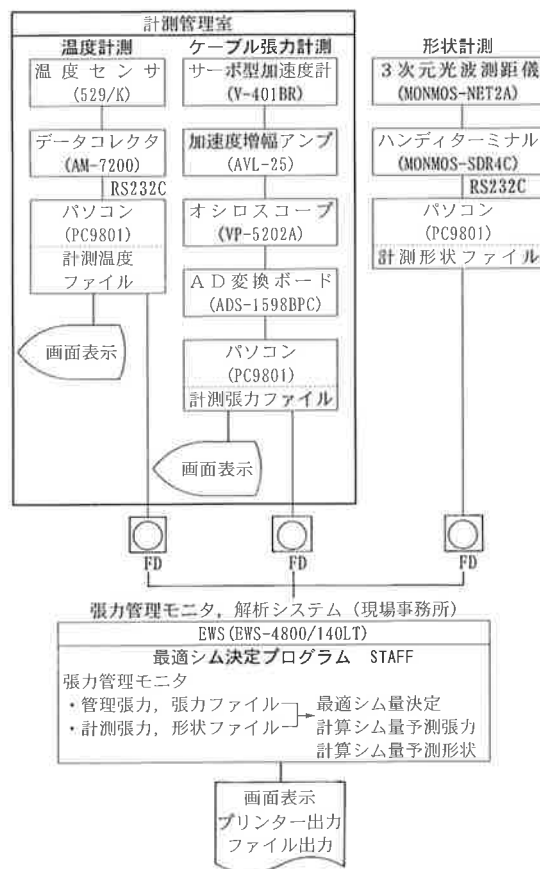 計測管理室
温度計測
温度センサ
(529/K)
データコレクタ
(AM-7200)
RS232C
パソコン
(PC9801)
計測温度
ファイル
画面表示
ケーブル張力計測
サーボ型加速度計
(V-401BR)
加速度増幅アンプ
(AVL-25)
オシロスコープ
(VP-5202A)
AD変換ボード
(ADS-1598BPC)
パソコン
(PC9801)
計測張力ファイル
画面表示
形状計測
3次元光波測距儀
(MONMOS-NET2A)
ハンディターミナル
(MONMOS-SDR4C)
RS232C
パソコン
(PC9801)
計測形状ファイル
FD
FD
FD
張力管理モニタ，解析システム（現場事務所）
EWS(EWS-4800/140LT)
最適シム決定プログラム STAFF
張力管理モニタ
・管理張力，張力ファイル
・計測張力，形状ファイル
最適シム量決定
計算シム量予測張力
計算シム量予測形状
画面表示
プリンター出力
ファイル出力